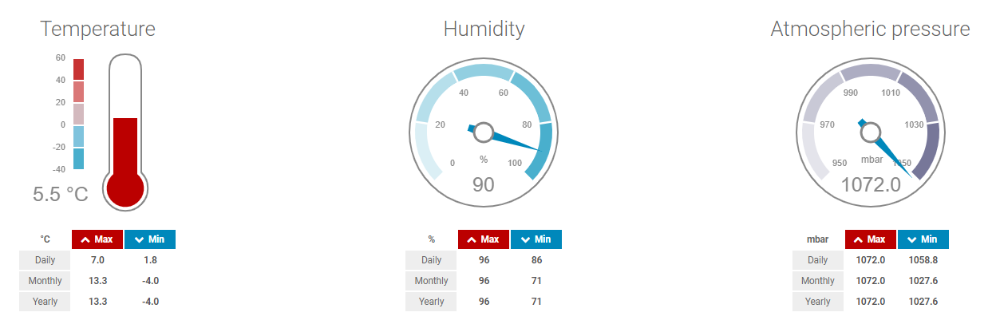 Temperature
60
40
20
0
-20
-40
5.5 °C
°C Max Min
Daily 7.0 1.8
Monthly 13.3 -4.0
Yearly 13.3 -4.0
Humidity
40 60
20 80
0 100
%
90
% Max Min
Daily 96 86
Monthly 96 71
Yearly 96 71
Atmospheric pressure
990 1010
970 1030
950 1050
mbar
1072.0
mbar Max Min
Daily 1072.0 1058.8
Monthly 1072.0 1027.6
Yearly 1072.0 1027.6